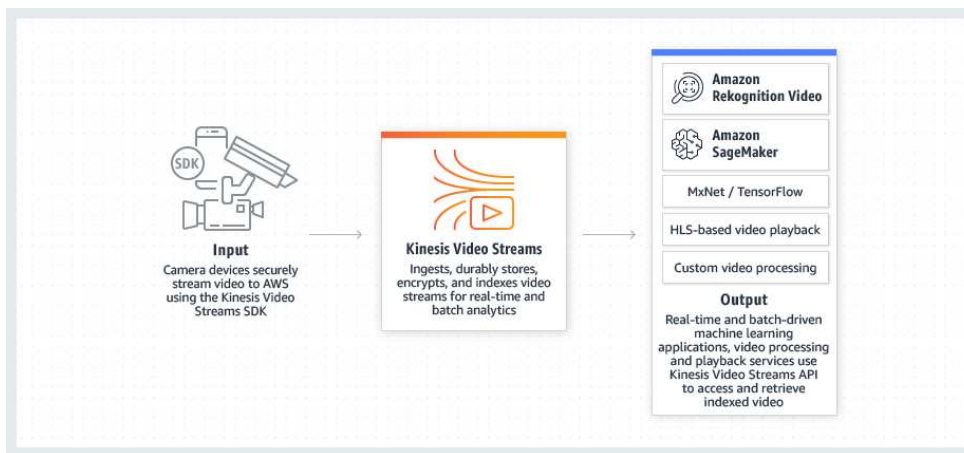 SDK
Input
Camera devices securely
stream video to AWS
using the Kinesis Video
Streams SDK
Kinesis Video Streams
Ingests, durably stores,
encrypts, and indexes video
streams for real-time and
batch analytics
Amazon
Rekognition Video
Amazon
SageMaker
MxNet / TensorFlow
HLS-based video playback
Custom video processing
Output
Real-time and batch-driven
machine learning
applications, video processing
and playback services use
Kinesis Video Streams API
to access and retrieve
indexed video